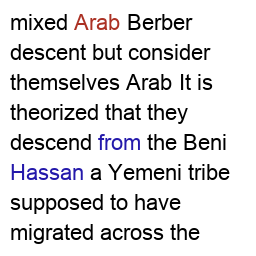 mixed Arab Berber
descent but consider
themselves Arab It is
theorized that they
descend from the Beni
Hassan a Yemeni tribe
supposed to have
migrated across the